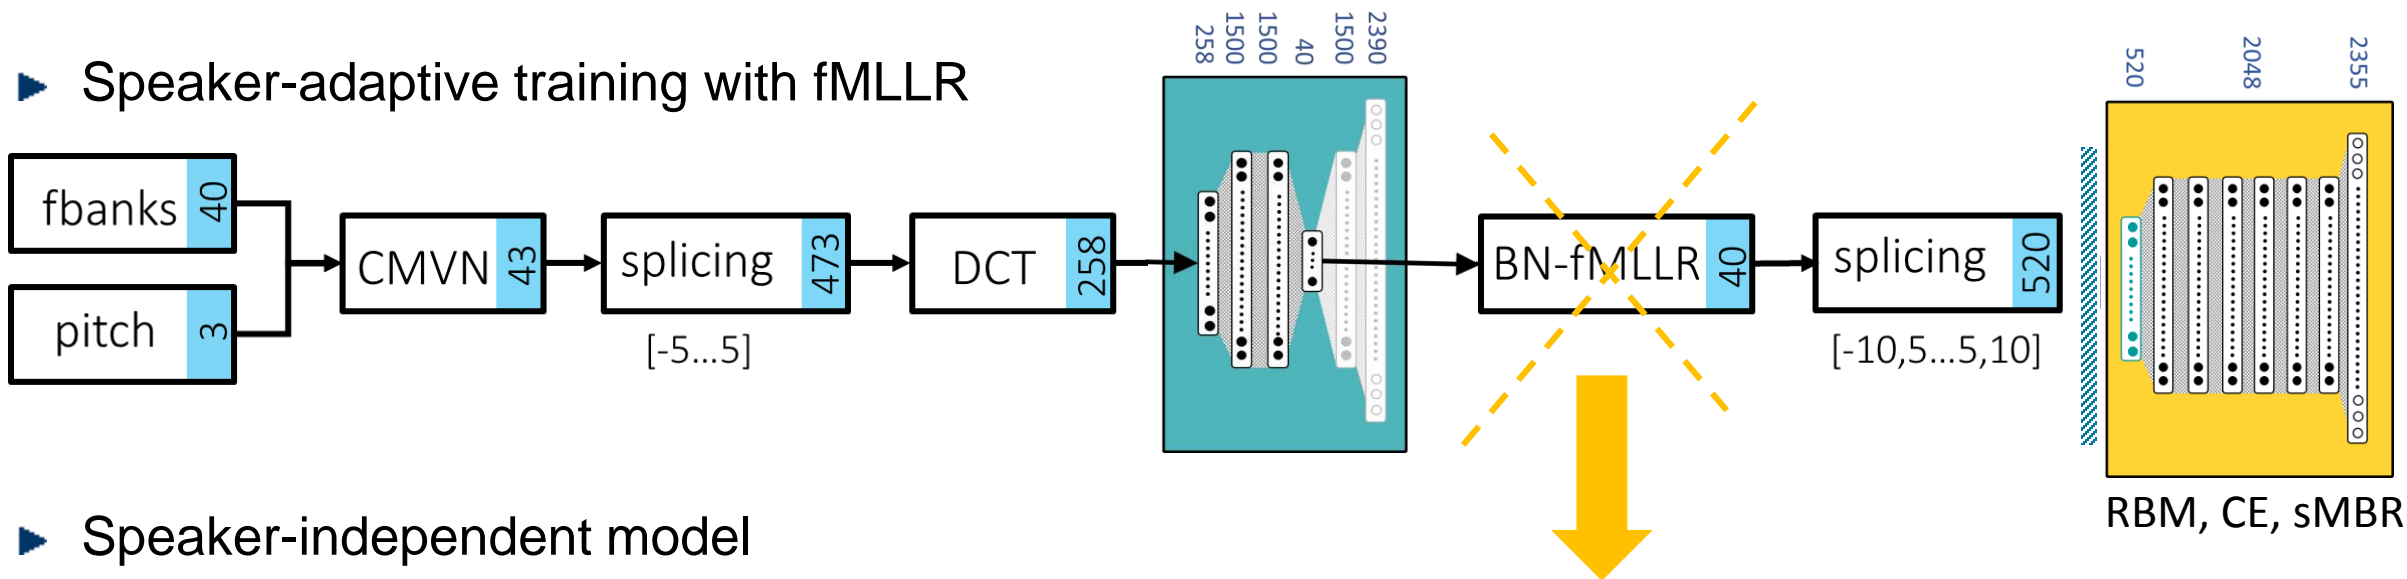 258
1500
1500
40
1500
2390
520
2048
2355
► Speaker-adaptive training with fMLLR
fbanks 40
pitch 3
CMVN 43
splicing 473
[-5...5]
DCT 258
BN-fMLLR 40
splicing 520
[-10,5...5,10]
RBM, CE, sMBR
► Speaker-independent model